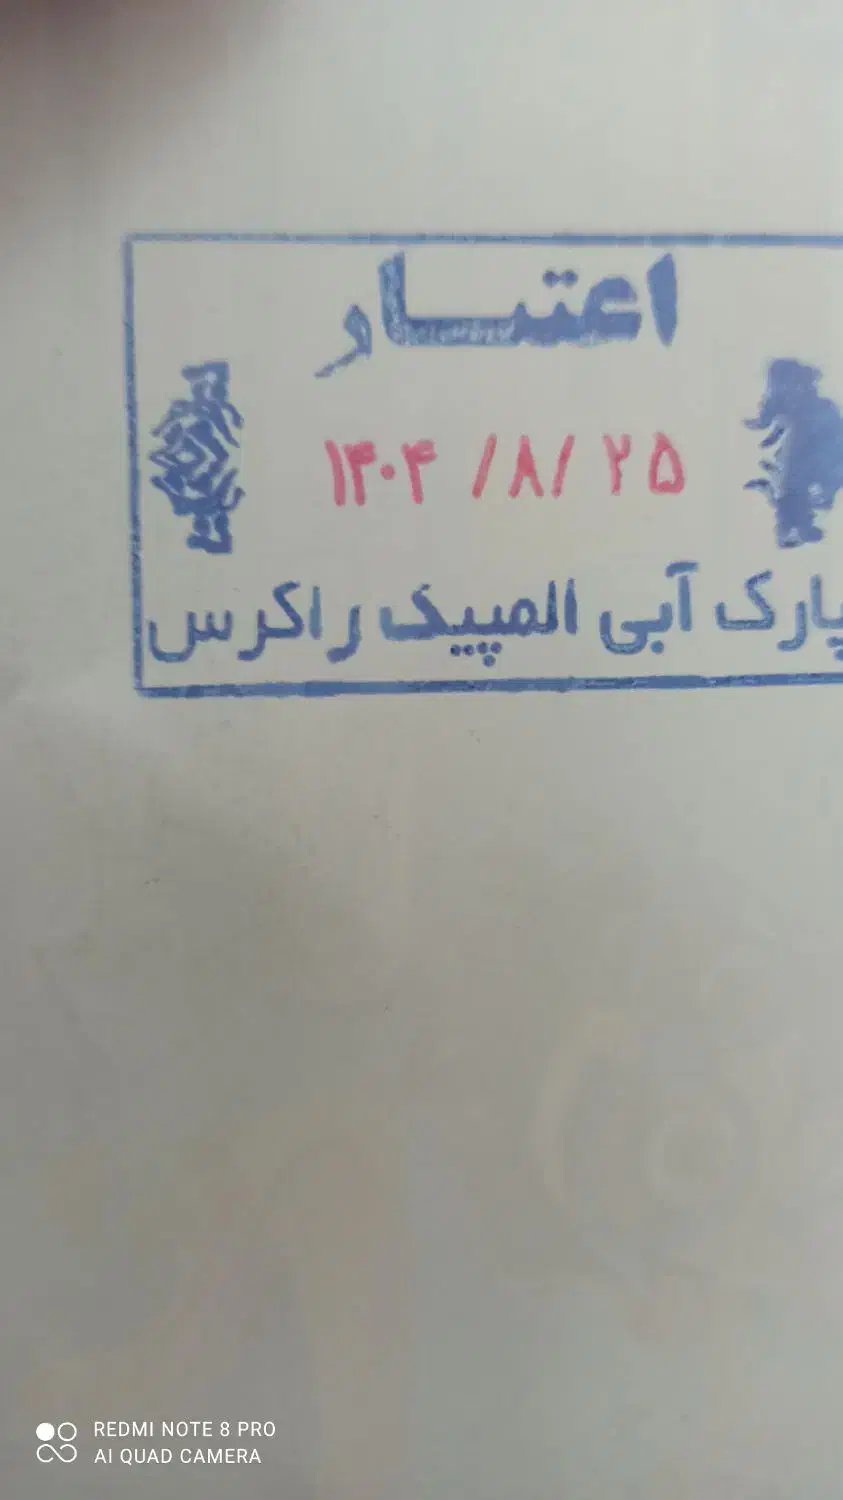 اعتبار
۱۴۰۴ /۸/ ۲۵
پارک آبی المپیک راکرس
REDMI NOTE 8 PRO
AI QUAD CAMERA